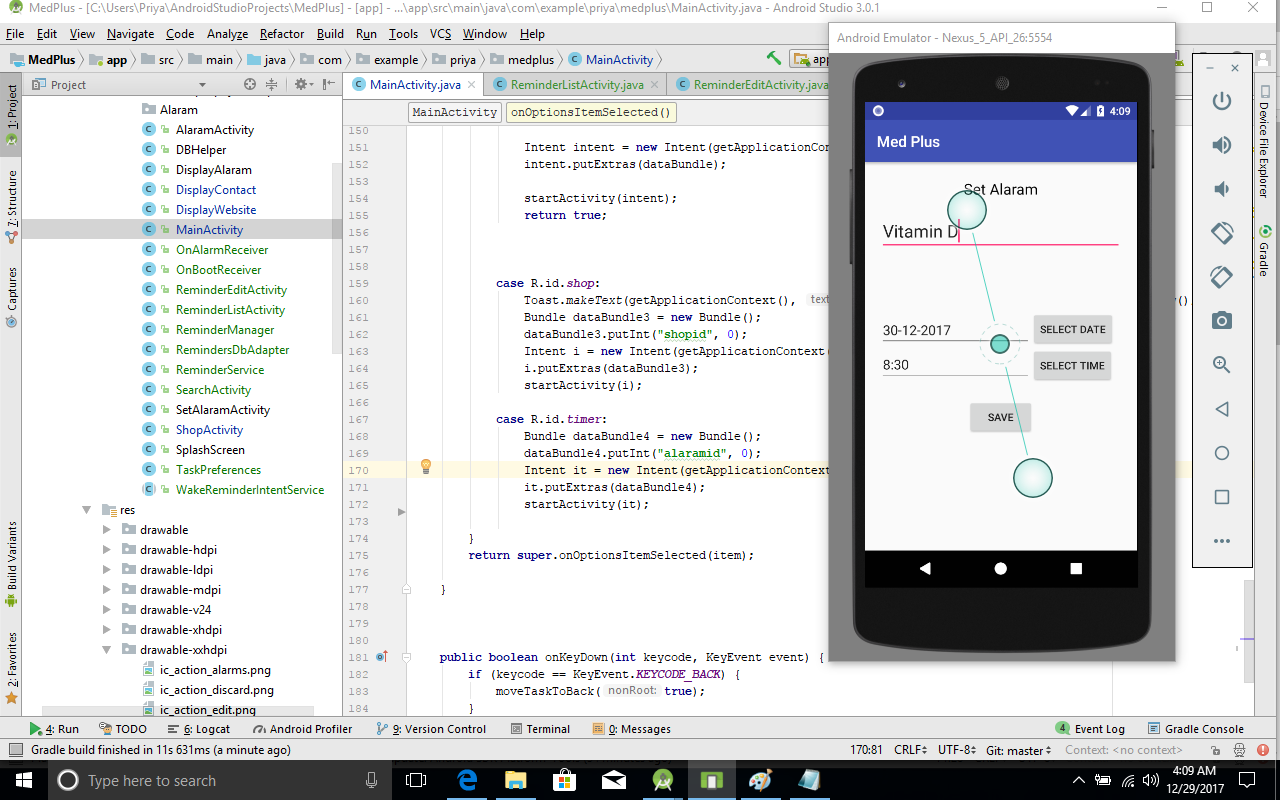 MedPlus - [C:\Users\Priya\AndroidStudioProjects\MedPlus] - [app] - ...\app\src\main\java\com\example\priya\medplus\MainActivity.java - Android Studio 3.0.1
File Edit View Navigate Code Analyze Refactor Build Run Tools VCS Window Help
MedPlus app src main java com example priya medplus MainActivity app
Project
MainActivity.java ReminderListActivity.java ReminderEditActivity.java
MainActivity onOptionsItemSelected()
1: Project
7: Structure
Captures
Build Variants
2: Favorites
Alaram
AlaramActivity
DBHelper
DisplayAlaram
DisplayContact
DisplayWebsite
MainActivity
OnAlarmReceiver
OnBootReceiver
ReminderEditActivity
ReminderListActivity
ReminderManager
RemindersDbAdapter
ReminderService
SearchActivity
SetAlaramActivity
ShopActivity
SplashScreen
TaskPreferences
WakeReminderIntentService
res
drawable
drawable-hdpi
drawable-ldpi
drawable-mdpi
drawable-v24
drawable-xhdpi
drawable-xxhdpi
ic_action_alarms.png
ic_action_discard.png
ic_action_edit.png
150
151 Intent intent = new Intent(getApplicationCon
152 intent.putExtras(dataBundle);
153
154 startActivity(intent);
155 return true;
156
157
158
159 case R.id.shop:
160 Toast.makeText(getApplicationContext(), text
161 Bundle dataBundle3 = new Bundle();
162 dataBundle3.putInt("shopid", 0);
163 Intent i = new Intent(getApplicationContext(
164 i.putExtras(dataBundle3);
165 startActivity(i);
166
167 case R.id.timer:
168 Bundle dataBundle4 = new Bundle();
169 dataBundle4.putInt("alaramid", 0);
170 Intent it = new Intent(getApplicationContext
171 it.putExtras(dataBundle4);
172 startActivity(it);
173
174 }
175 return super.onOptionsItemSelected(item);
176
177 }
178
179
180
181 public boolean onKeyDown(int keycode, KeyEvent event) {
182 if (keycode == KeyEvent.KEYCODE_BACK) {
183 moveTaskToBack( nonRoot: true);
184 }
Android Emulator - Nexus_5_API_26:5554
4:09
Med Plus
Set Alaram
Vitamin D
30-12-2017 SELECT DATE
8:30 SELECT TIME
SAVE
Device File Explorer
Gradle
4: Run TODO 6: Logcat Android Profiler 9: Version Control Terminal 0: Messages 4 Event Log Gradle Console
Gradle build finished in 11s 631ms (a minute ago) 170:81 CRLF UTF-8 Git: master Context: <no context>
Type here to search
4:09 AM
12/29/2017